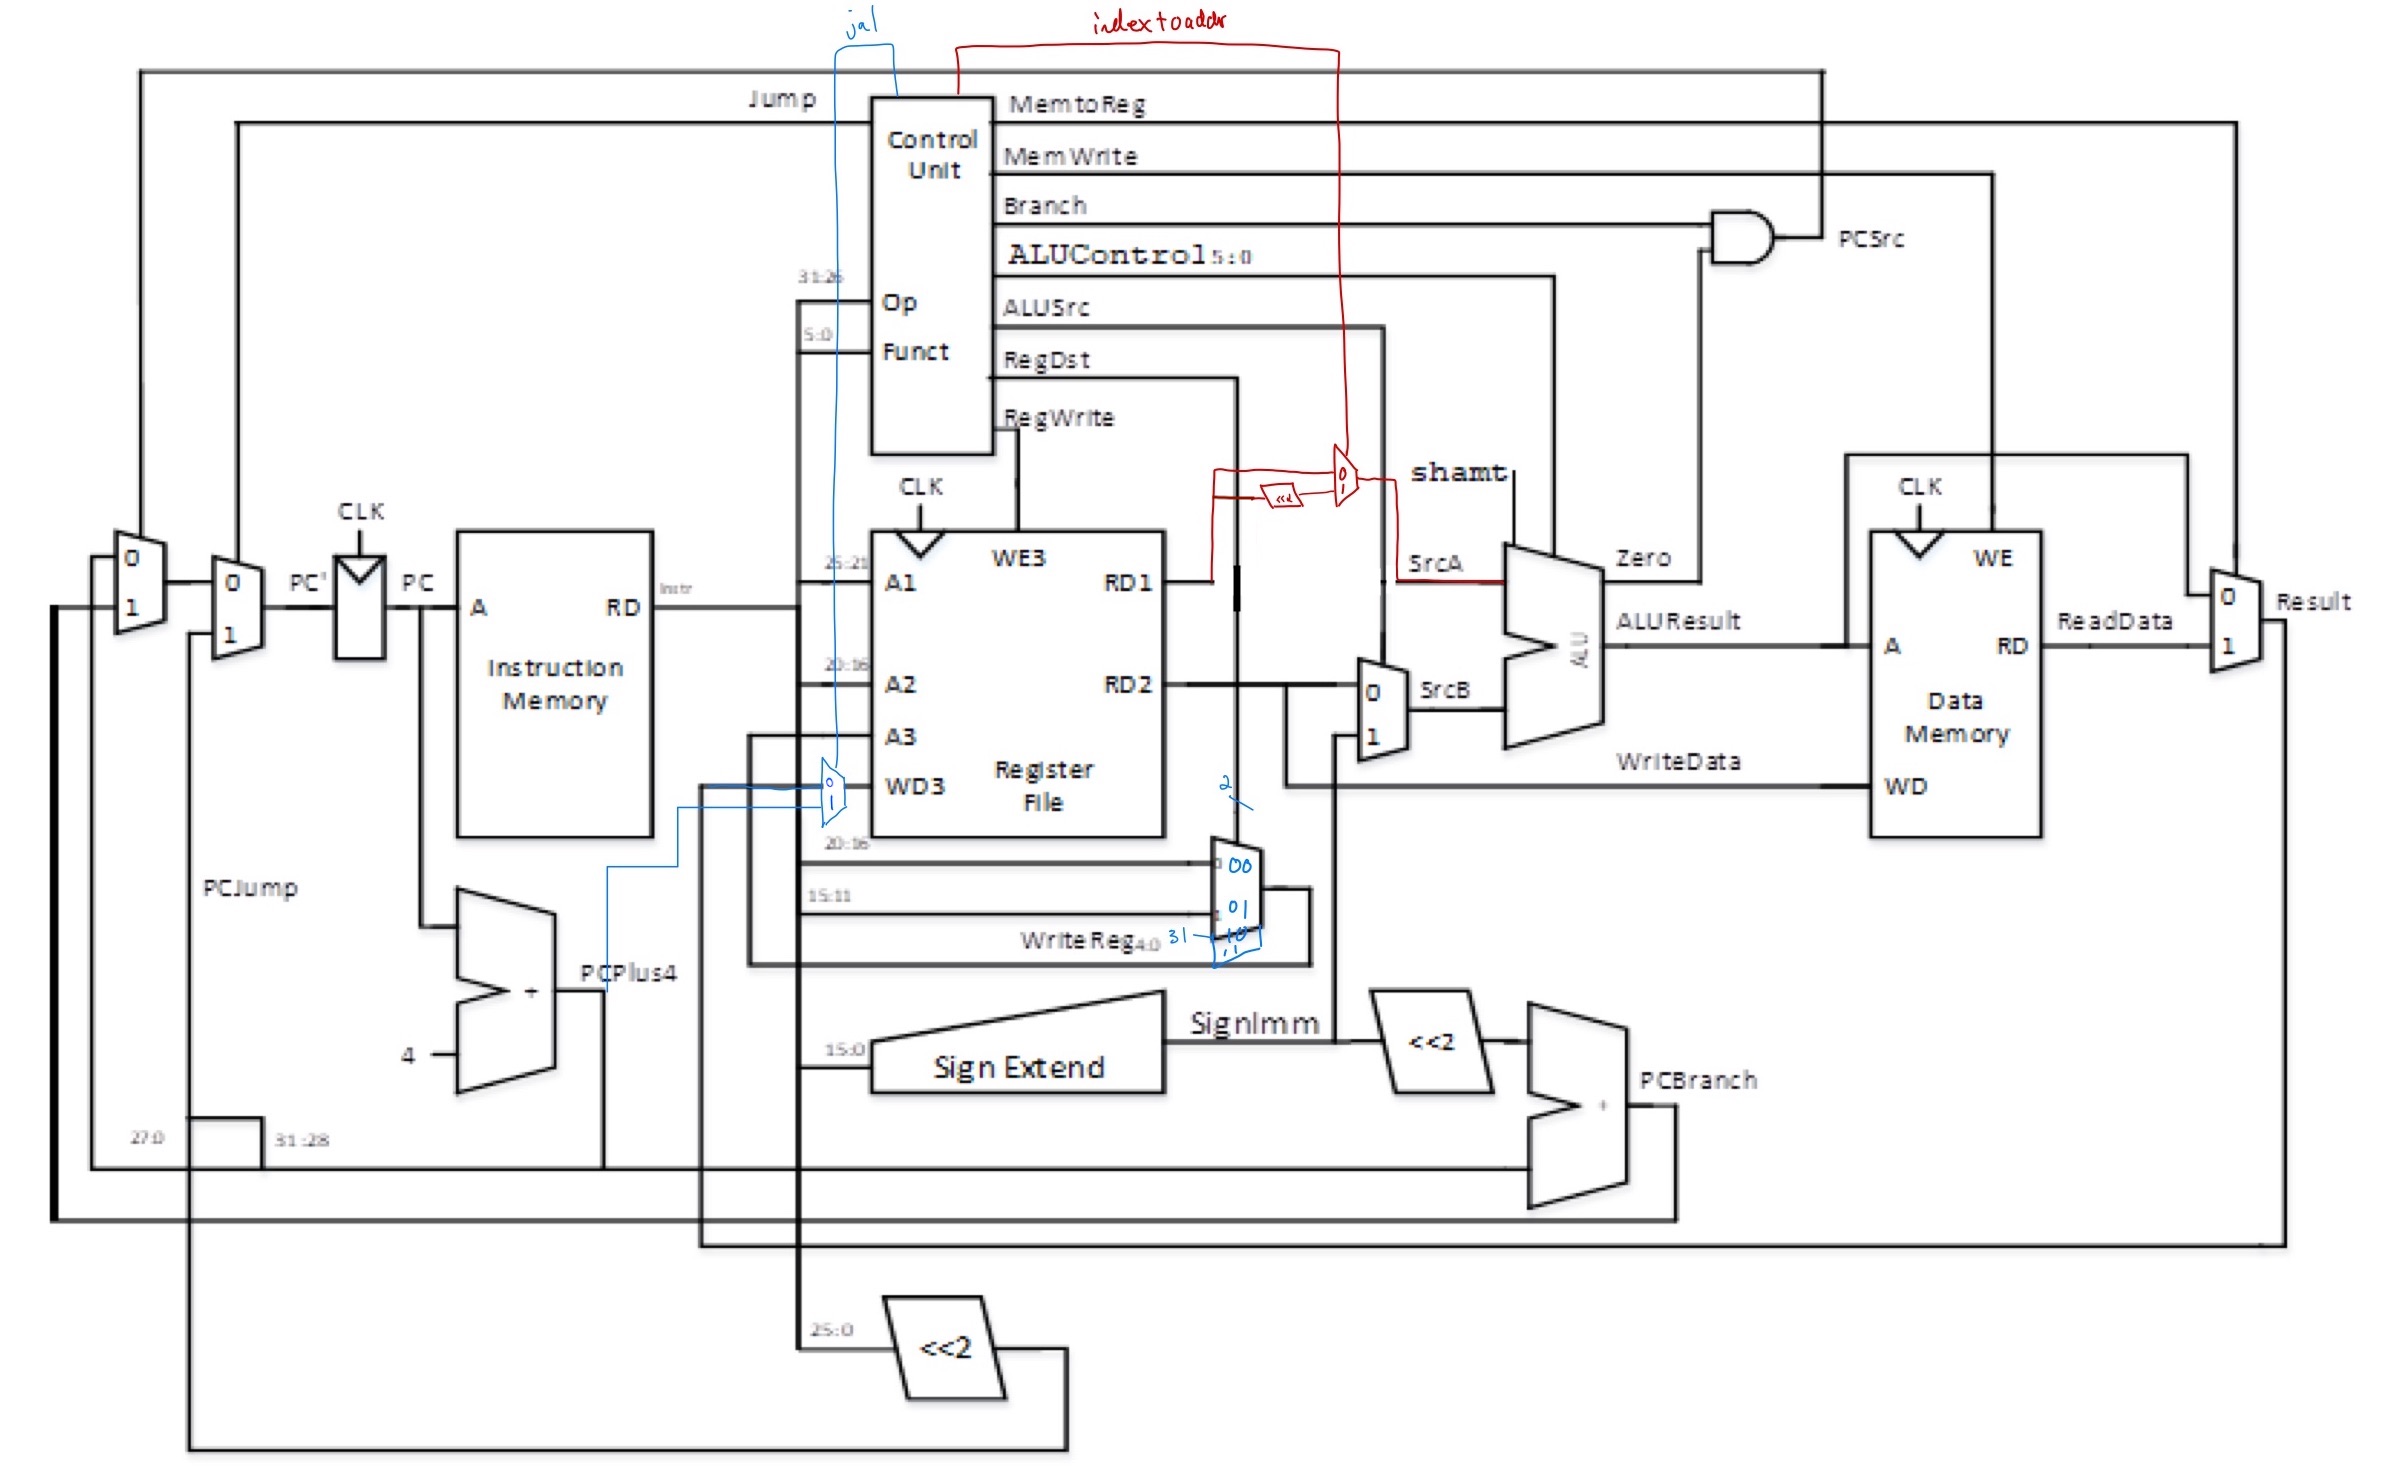 jal
indextoaddr
Jump
MemtoReg
Control
Unit
MemWrite
Branch
PCSrc
ALUControl5:0
31:26
Op
ALUSrc
5:0
Funct
RegDst
RegWrite
CLK
CLK
CLK
shamt
0
1
0
1
0
1
<<2
PC'
PC
A
RD
Instr
Instruction
Memory
25:21
A1
WE3
RD1
SrcA
Zero
WE
0
1
Result
20:16
A2
RD2
0
1
SrcB
ALU
ALUResult
A
RD
ReadData
Data
Memory
A3
WD3
0
1
Register
File
2
WriteData
WD
20:16
0
00
15:11
1
01
31
10
11
WriteReg4:0
PCJump
PCPlus4
+
4
15:0
Sign Extend
SignImm
<<2
+
PCBranch
27:0
31:28
25:0
<<2